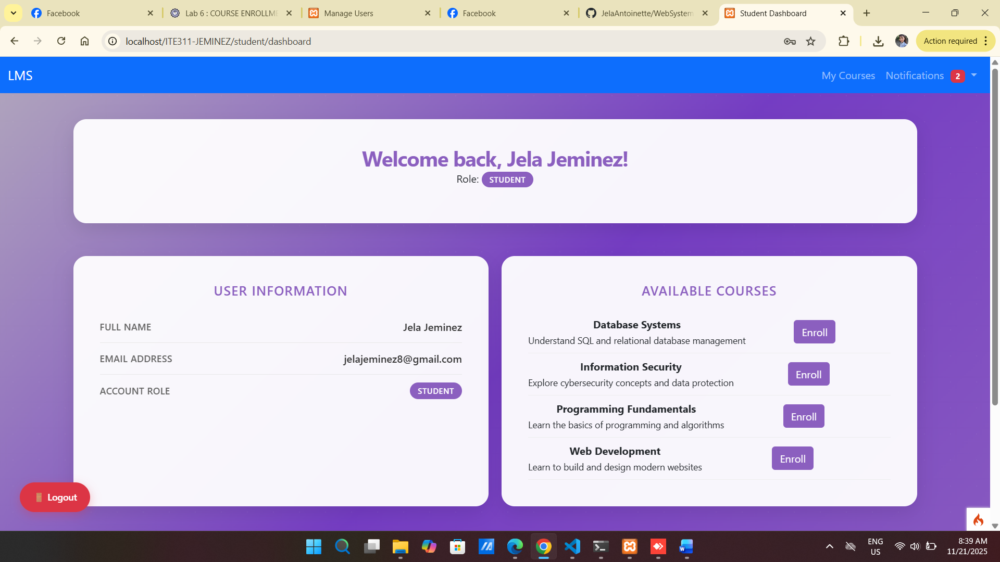 Facebook
Lab 6 : COURSE ENROLLME
Manage Users
Facebook
JelaAntoinette/WebSystem
Student Dashboard
localhost/ITE311-JEMINEZ/student/dashboard
Action required
LMS
My Courses
Notifications 2
Welcome back, Jela Jeminez!
Role: STUDENT
USER INFORMATION
FULL NAME
Jela Jeminez
EMAIL ADDRESS
jelajeminez8@gmail.com
ACCOUNT ROLE
STUDENT
AVAILABLE COURSES
Database Systems
Understand SQL and relational database management
Enroll
Information Security
Explore cybersecurity concepts and data protection
Enroll
Programming Fundamentals
Learn the basics of programming and algorithms
Enroll
Web Development
Learn to build and design modern websites
Enroll
Logout
ENG
US
8:39 AM
11/21/2025